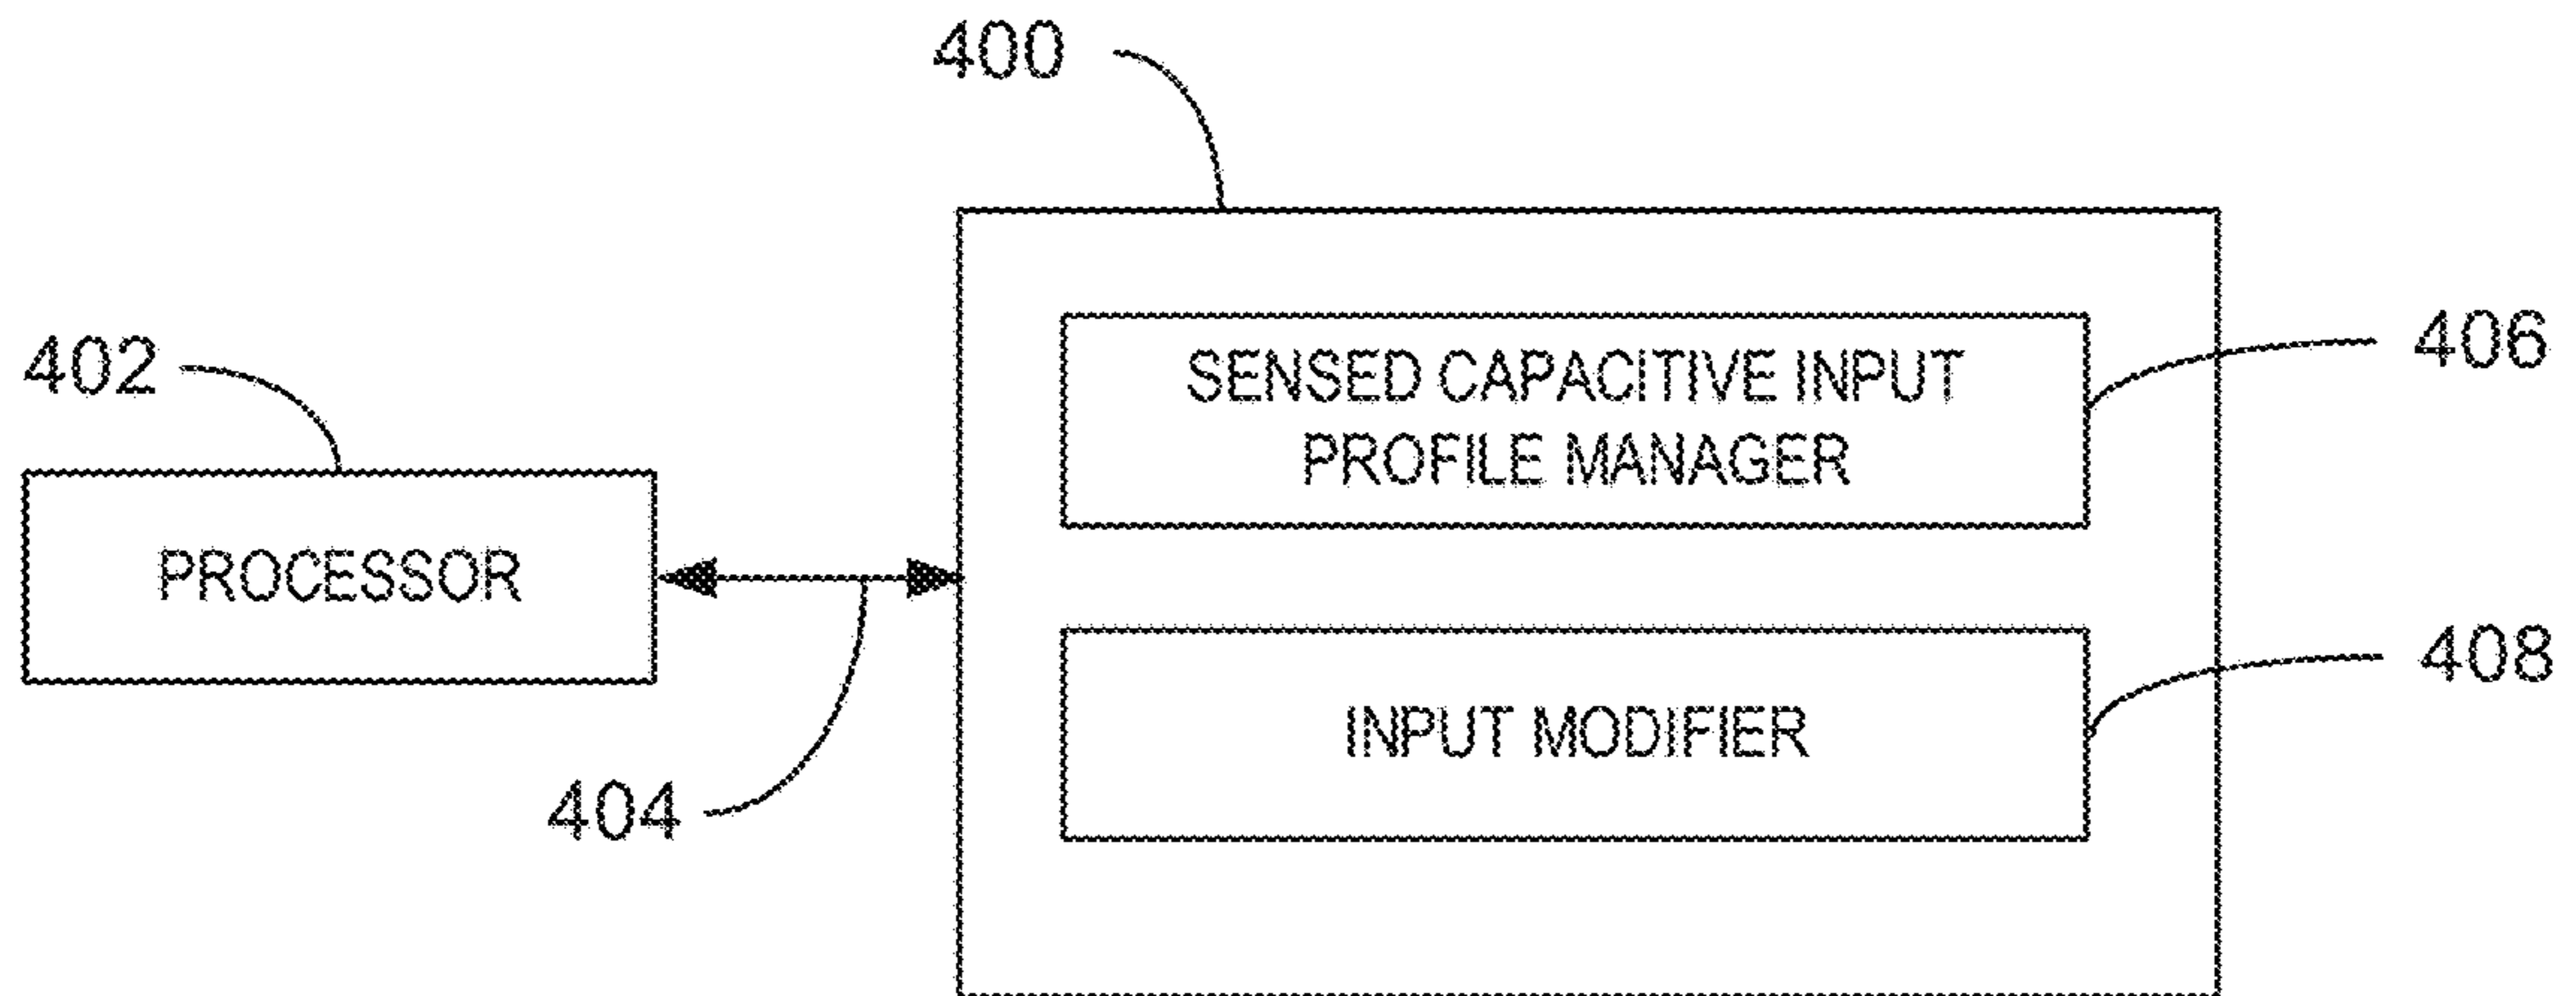 400
402
SENSED CAPACITIVE INPUT
PROFILE MANAGER
406
PROCESSOR
INPUT MODIFIER
408
404